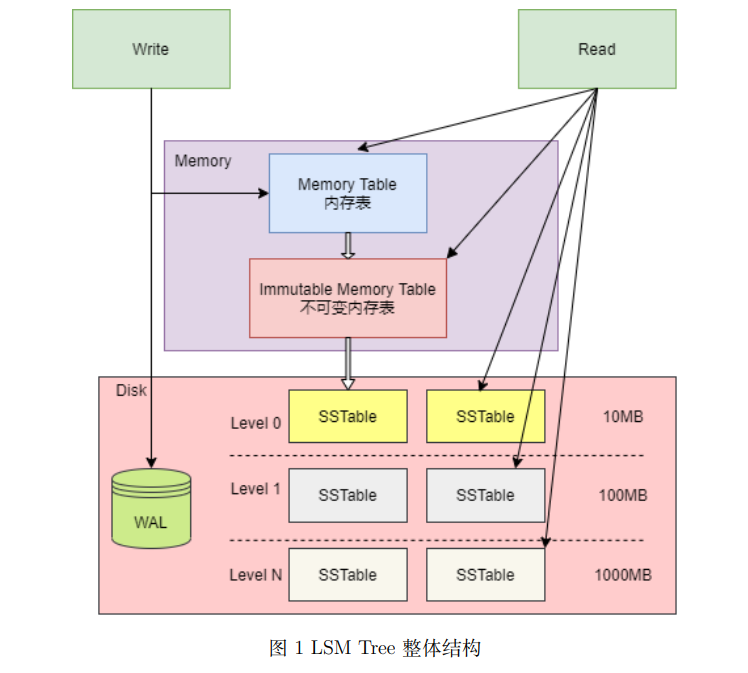 Write
Read
Memory
Memory Table
内存表
Immutable Memory Table
不可变内存表
Disk
Level 0
SSTable
SSTable
10MB
Level 1
SSTable
SSTable
100MB
WAL
Level N
SSTable
SSTable
1000MB
图 1 LSM Tree 整体结构